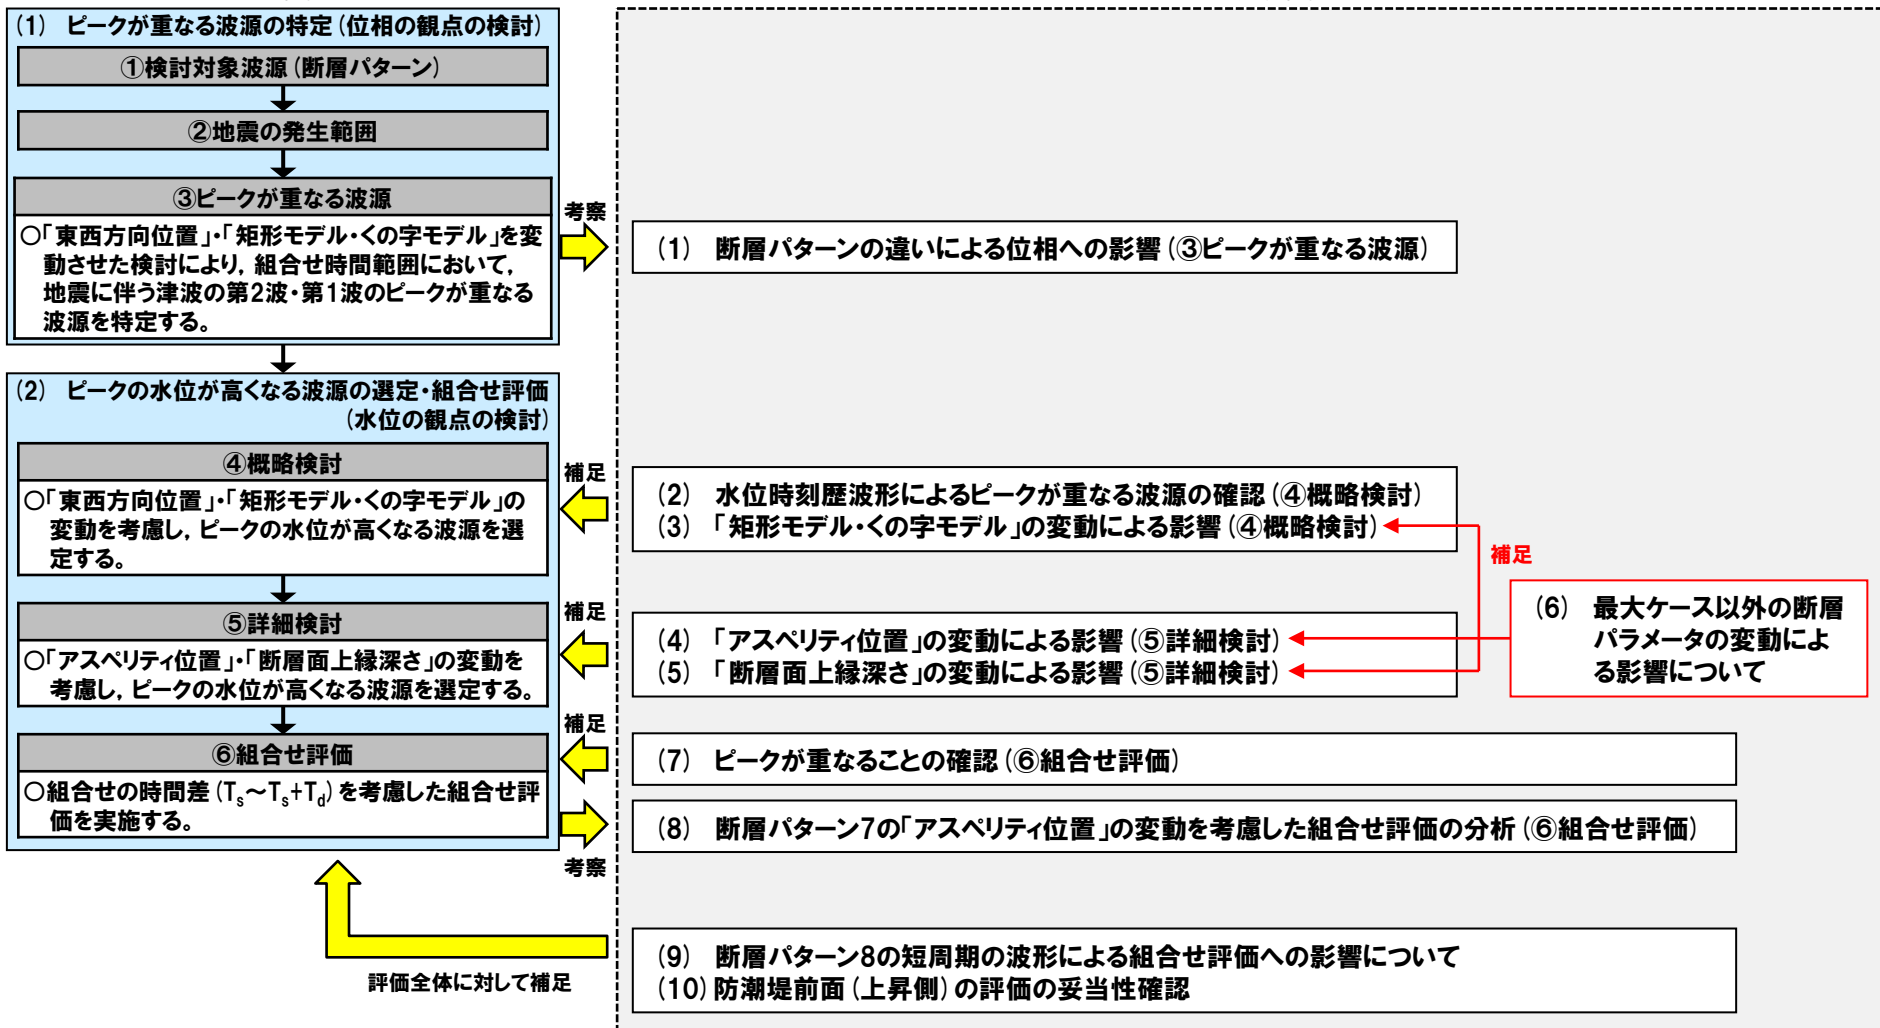 (1) ピークが重なる波源の特定(位相の観点の検討)
①検討対象波源(断層パターン)
②地震の発生範囲
③ピークが重なる波源
○「東西方向位置」・「矩形モデル・くの字モデル」を変
動させた検討により，組合せ時間範囲において，
地震に伴う津波の第2波・第1波のピークが重なる
波源を特定する。
考察
(1) 断層パターンの違いによる位相への影響(③ピークが重なる波源)
(2) ピークの水位が高くなる波源の選定・組合せ評価
(水位の観点の検討)
④概略検討
○「東西方向位置」・「矩形モデル・くの字モデル」の
変動を考慮し，ピークの水位が高くなる波源を選
定する。
補足
(2) 水位時刻歴波形によるピークが重なる波源の確認(④概略検討)
(3) 「矩形モデル・くの字モデル」の変動による影響(④概略検討)
補足
⑤詳細検討
○「アスペリティ位置」・「断層面上縁深さ」の変動を
考慮し，ピークの水位が高くなる波源を選定する。
補足
(4) 「アスペリティ位置」の変動による影響(⑤詳細検討)
(5) 「断層面上縁深さ」の変動による影響(⑤詳細検討)
(6) 最大ケース以外の断層
パラメータの変動によ
る影響について
⑥組合せ評価
○組合せの時間差(Ts～Ts+Td)を考慮した組合せ評
価を実施する。
補足
(7) ピークが重なることの確認(⑥組合せ評価)
(8) 断層パターン7の「アスペリティ位置」の変動を考慮した組合せ評価の分析(⑥組合せ評価)
考察
(9) 断層パターン8の短周期の波形による組合せ評価への影響について
(10)防潮堤前面(上昇側)の評価の妥当性確認
評価全体に対して補足